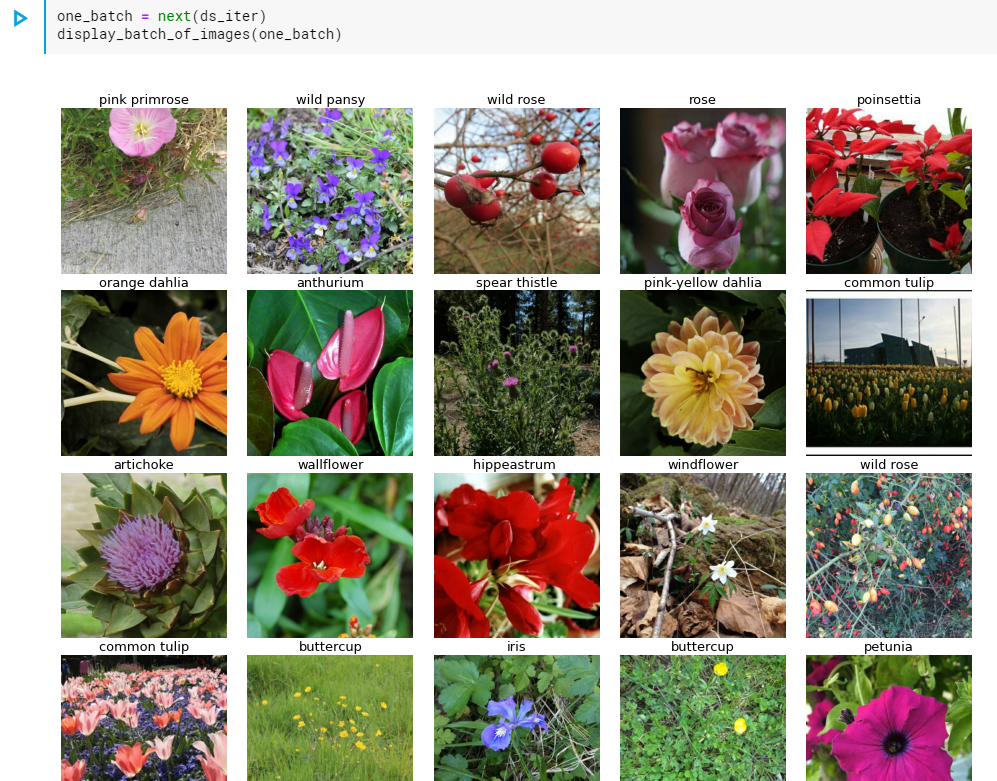 one_batch = next(ds_iter)
display_batch_of_images(one_batch)
pink primrose
wild pansy
wild rose
rose
poinsettia
orange dahlia
anthurium
spear thistle
pink-yellow dahlia
common tulip
artichoke
wallflower
hippeastrum
windflower
wild rose
common tulip
buttercup
iris
buttercup
petunia